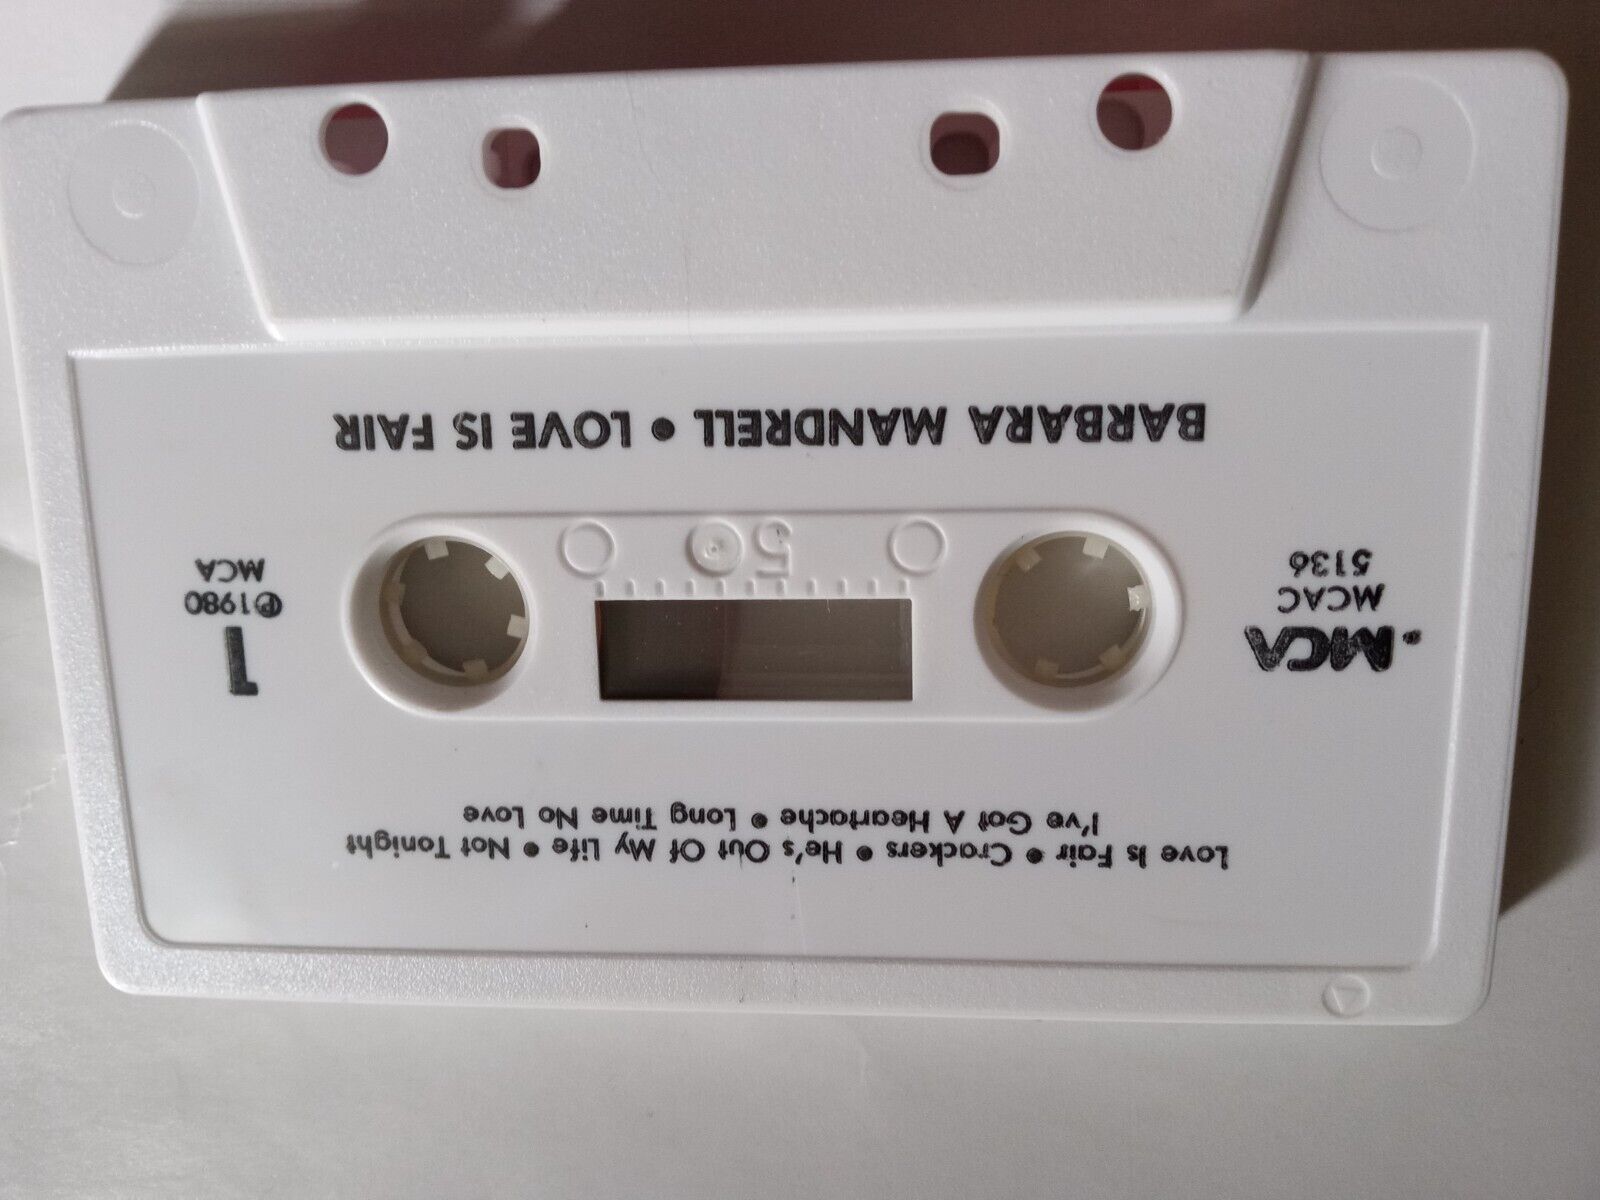 Love Is Fair • Crackers • He's Out Of My Life • Not Tonight
I've Got A Heartache • Long Time No Love
MCA
MCAC
5136
1
℗1980
MCA
50
BARBARA MANDRELL • LOVE IS FAIR